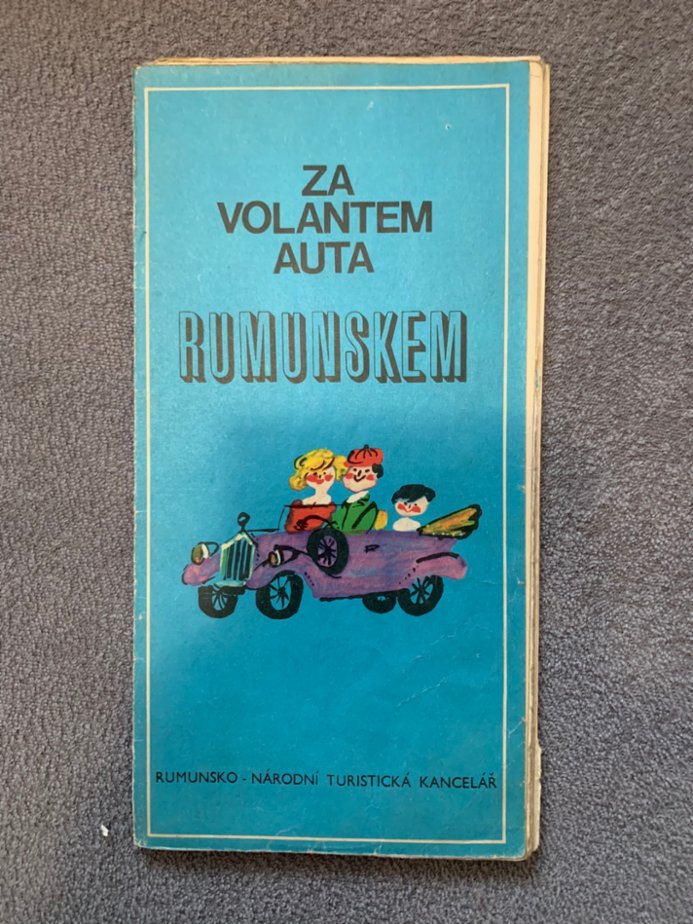 ZA
VOLANTEM
AUTA
RUMUNSKEM
RUMUNSKO - NÁRODNÍ TURISTICKÁ KANCELÁŘ